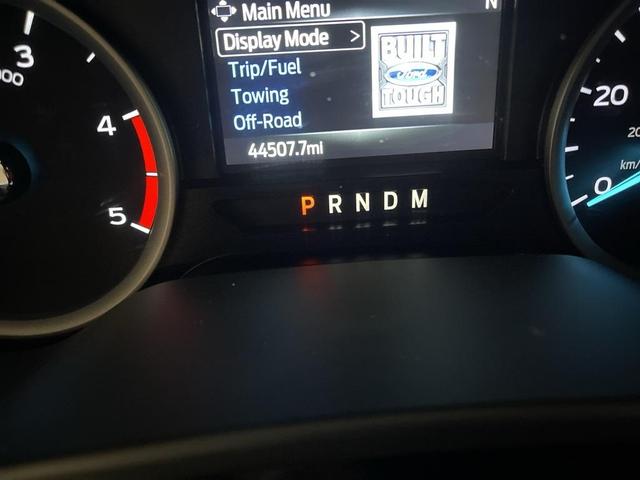 Main Menu
N
Display Mode >
Trip/Fuel
Towing
Off-Road
BUILT
Ford
TOUGH
44507.7mi
P R N D M
3
000
4
5
20
20
km/
0